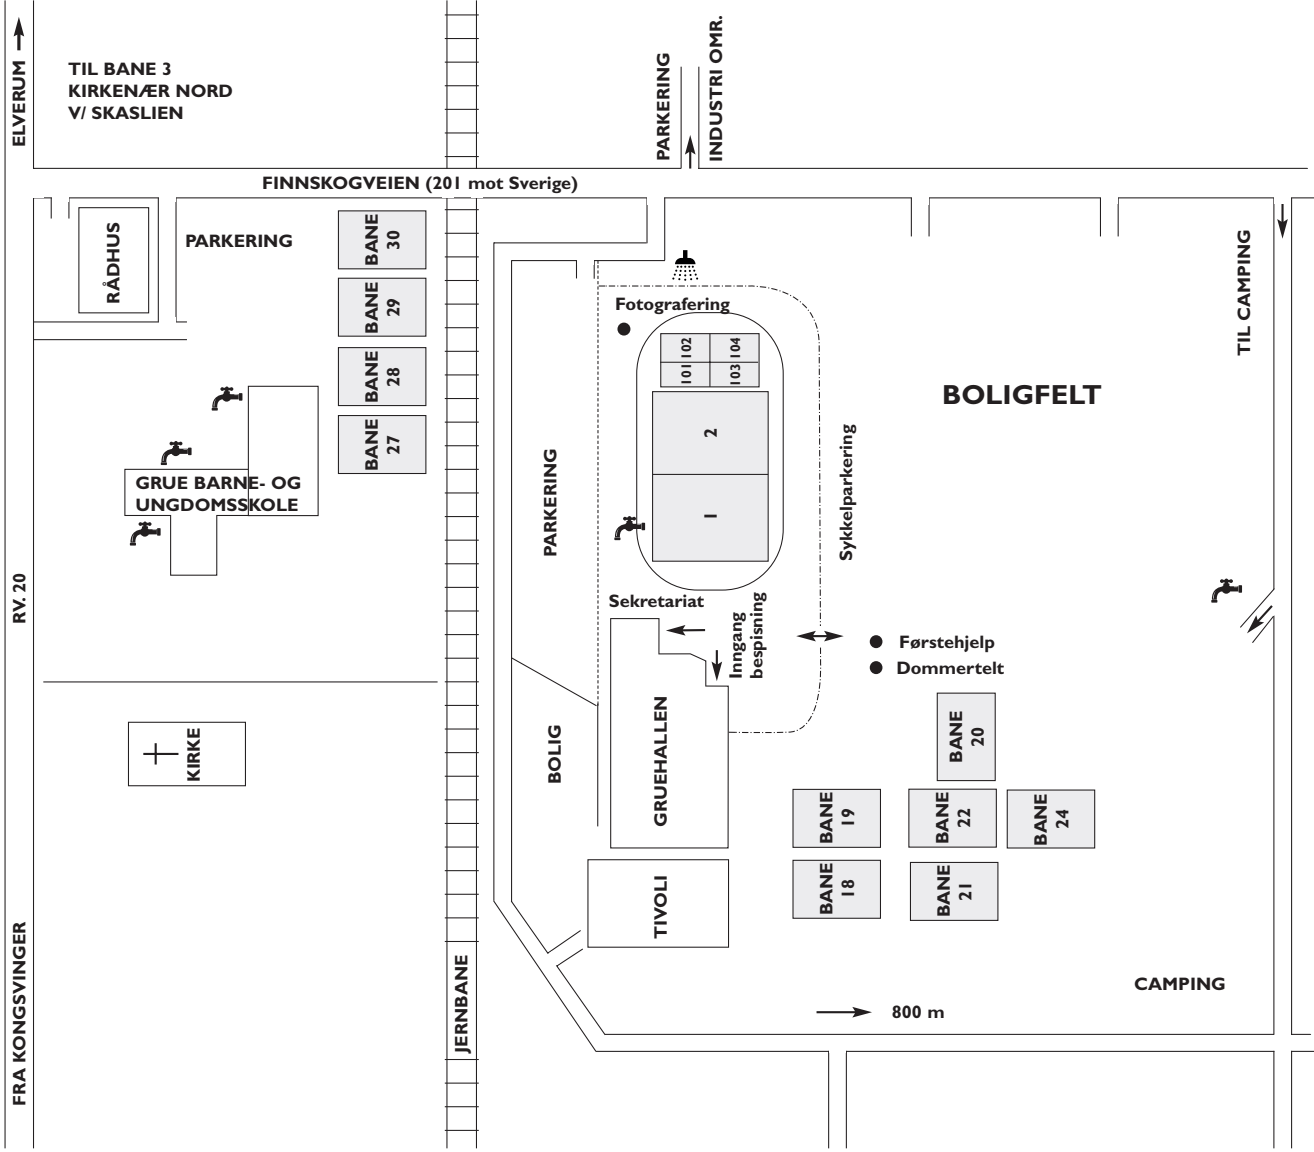 ELVERUM
TIL BANE 3
KIRKENÆR NORD
V/ SKASLIEN
PARKERING
INDUSTRI OMR.
FINNSKOGVEIEN (201 mot Sverige)
RÅDHUS
PARKERING
BANE
30
BANE
29
BANE
28
BANE
27
Fotografering
102
104
101
103
2
1
BOLIGFELT
TIL CAMPING
GRUE BARNE- OG
UNGDOMSSKOLE
PARKERING
Sykkelparkering
RV. 20
Sekretariat
Inngang
bespisning
Førstehjelp
Dommertelt
KIRKE
BOLIG
GRUEHALLEN
BANE
20
BANE
19
BANE
22
BANE
24
BANE
18
BANE
21
TIVOLI
FRA KONGSVINGER
JERNBANE
CAMPING
800 m